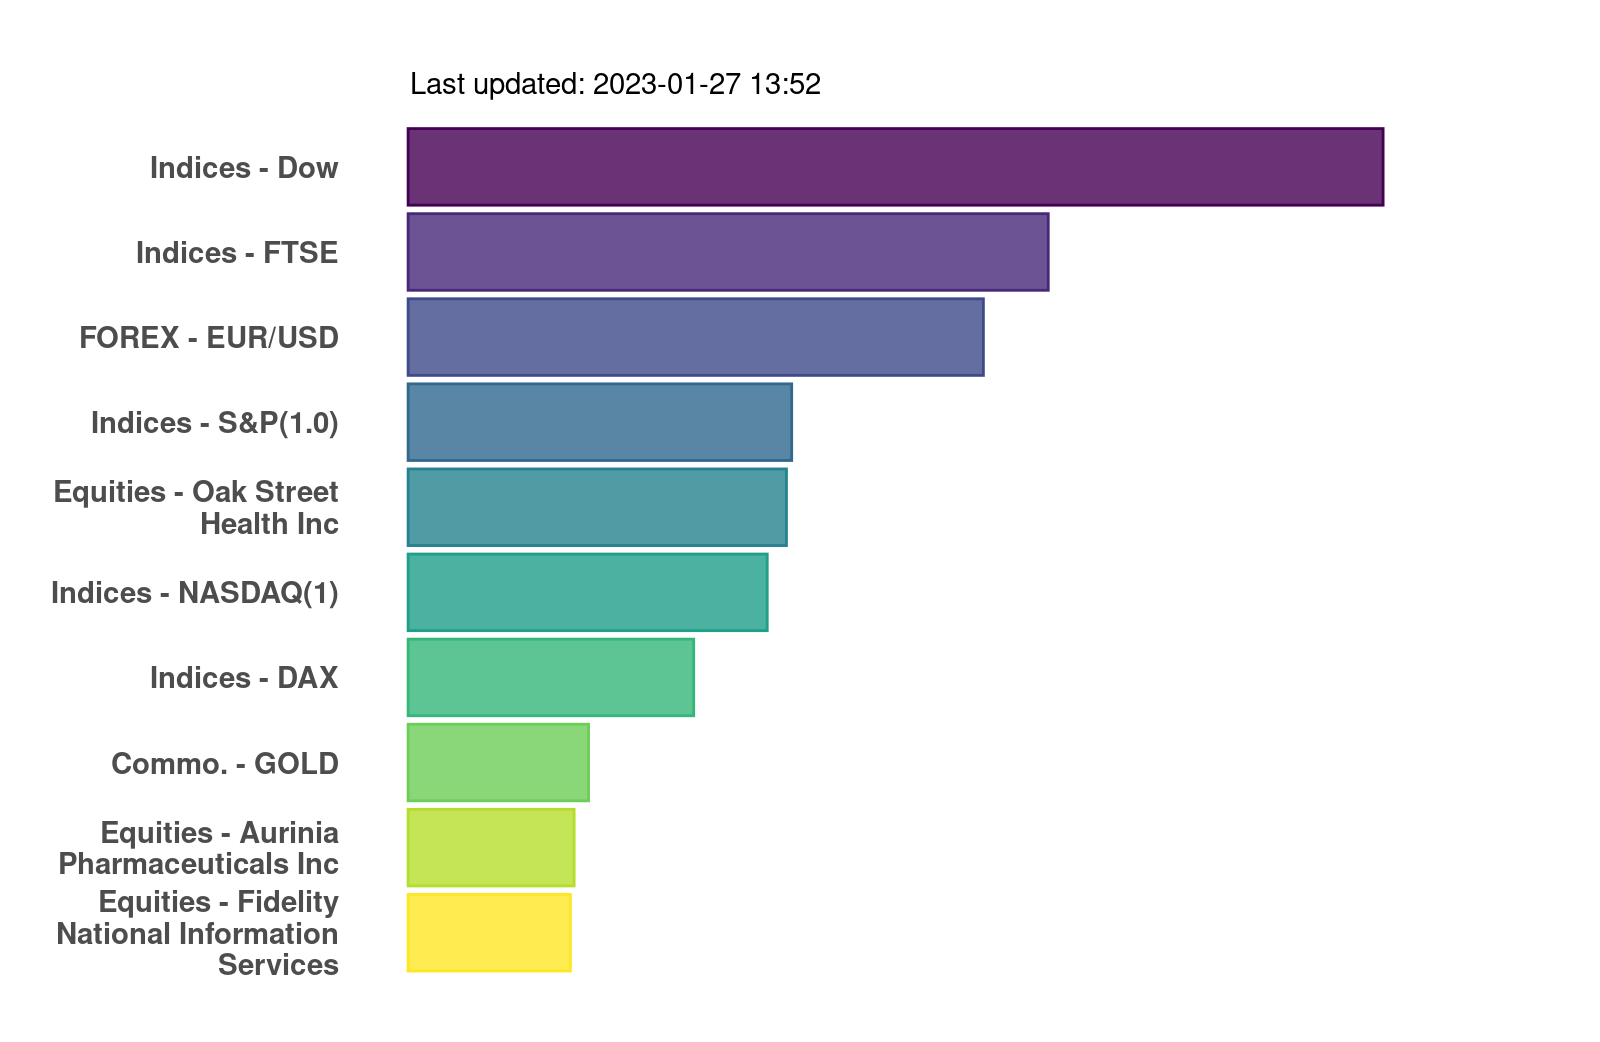 Last updated: 2023-01-27 13:52
Indices - Dow
Indices - FTSE
FOREX - EUR/USD
Indices - S&P(1.0)
Equities - Oak Street
Health Inc
Indices - NASDAQ(1)
Indices - DAX
Commo. - GOLD
Equities - Aurinia
Pharmaceuticals Inc
Equities - Fidelity
National Information
Services